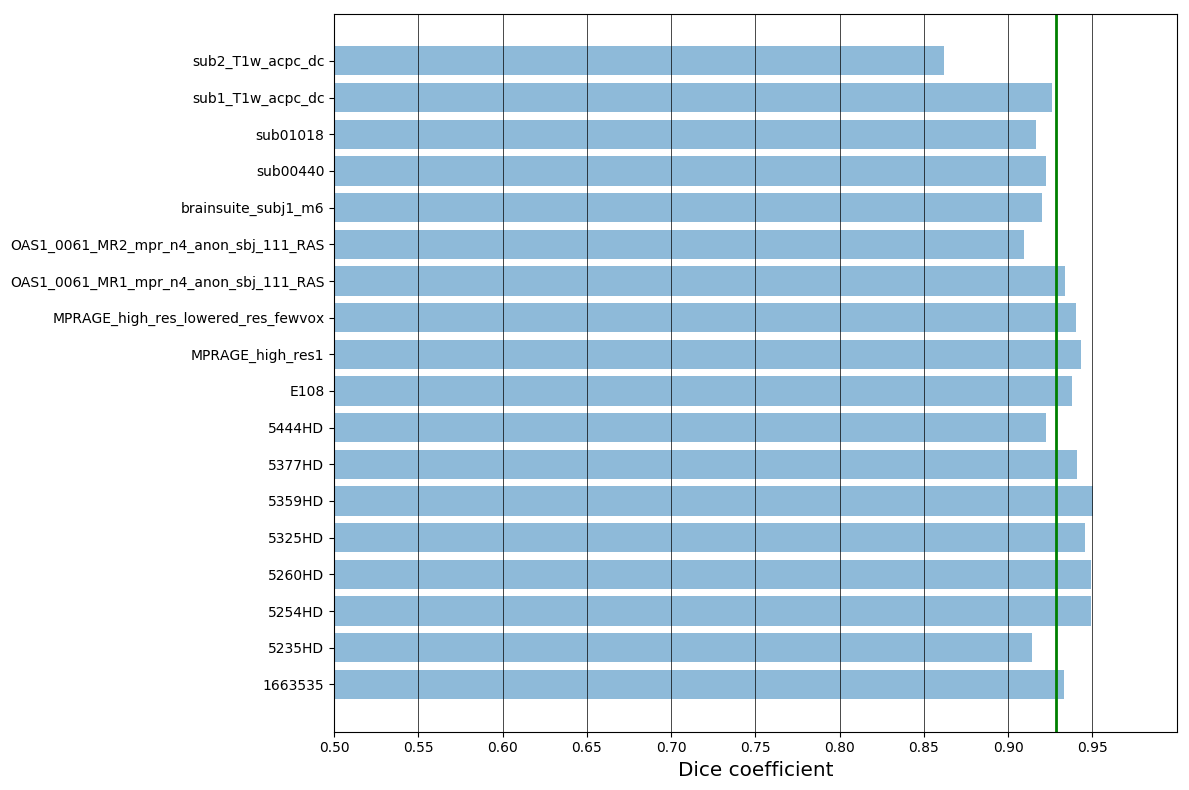 sub2_T1w_acpc_dc
sub1_T1w_acpc_dc
sub01018
sub00440
brainsuite_subj1_m6
OAS1_0061_MR2_mpr_n4_anon_sbj_111_RAS
OAS1_0061_MR1_mpr_n4_anon_sbj_111_RAS
MPRAGE_high_res_lowered_res_fewvox
MPRAGE_high_res1
E108
5444HD
5377HD
5359HD
5325HD
5260HD
5254HD
5235HD
1663535
0.50 0.55 0.60 0.65 0.70 0.75 0.80 0.85 0.90 0.95
Dice coefficient